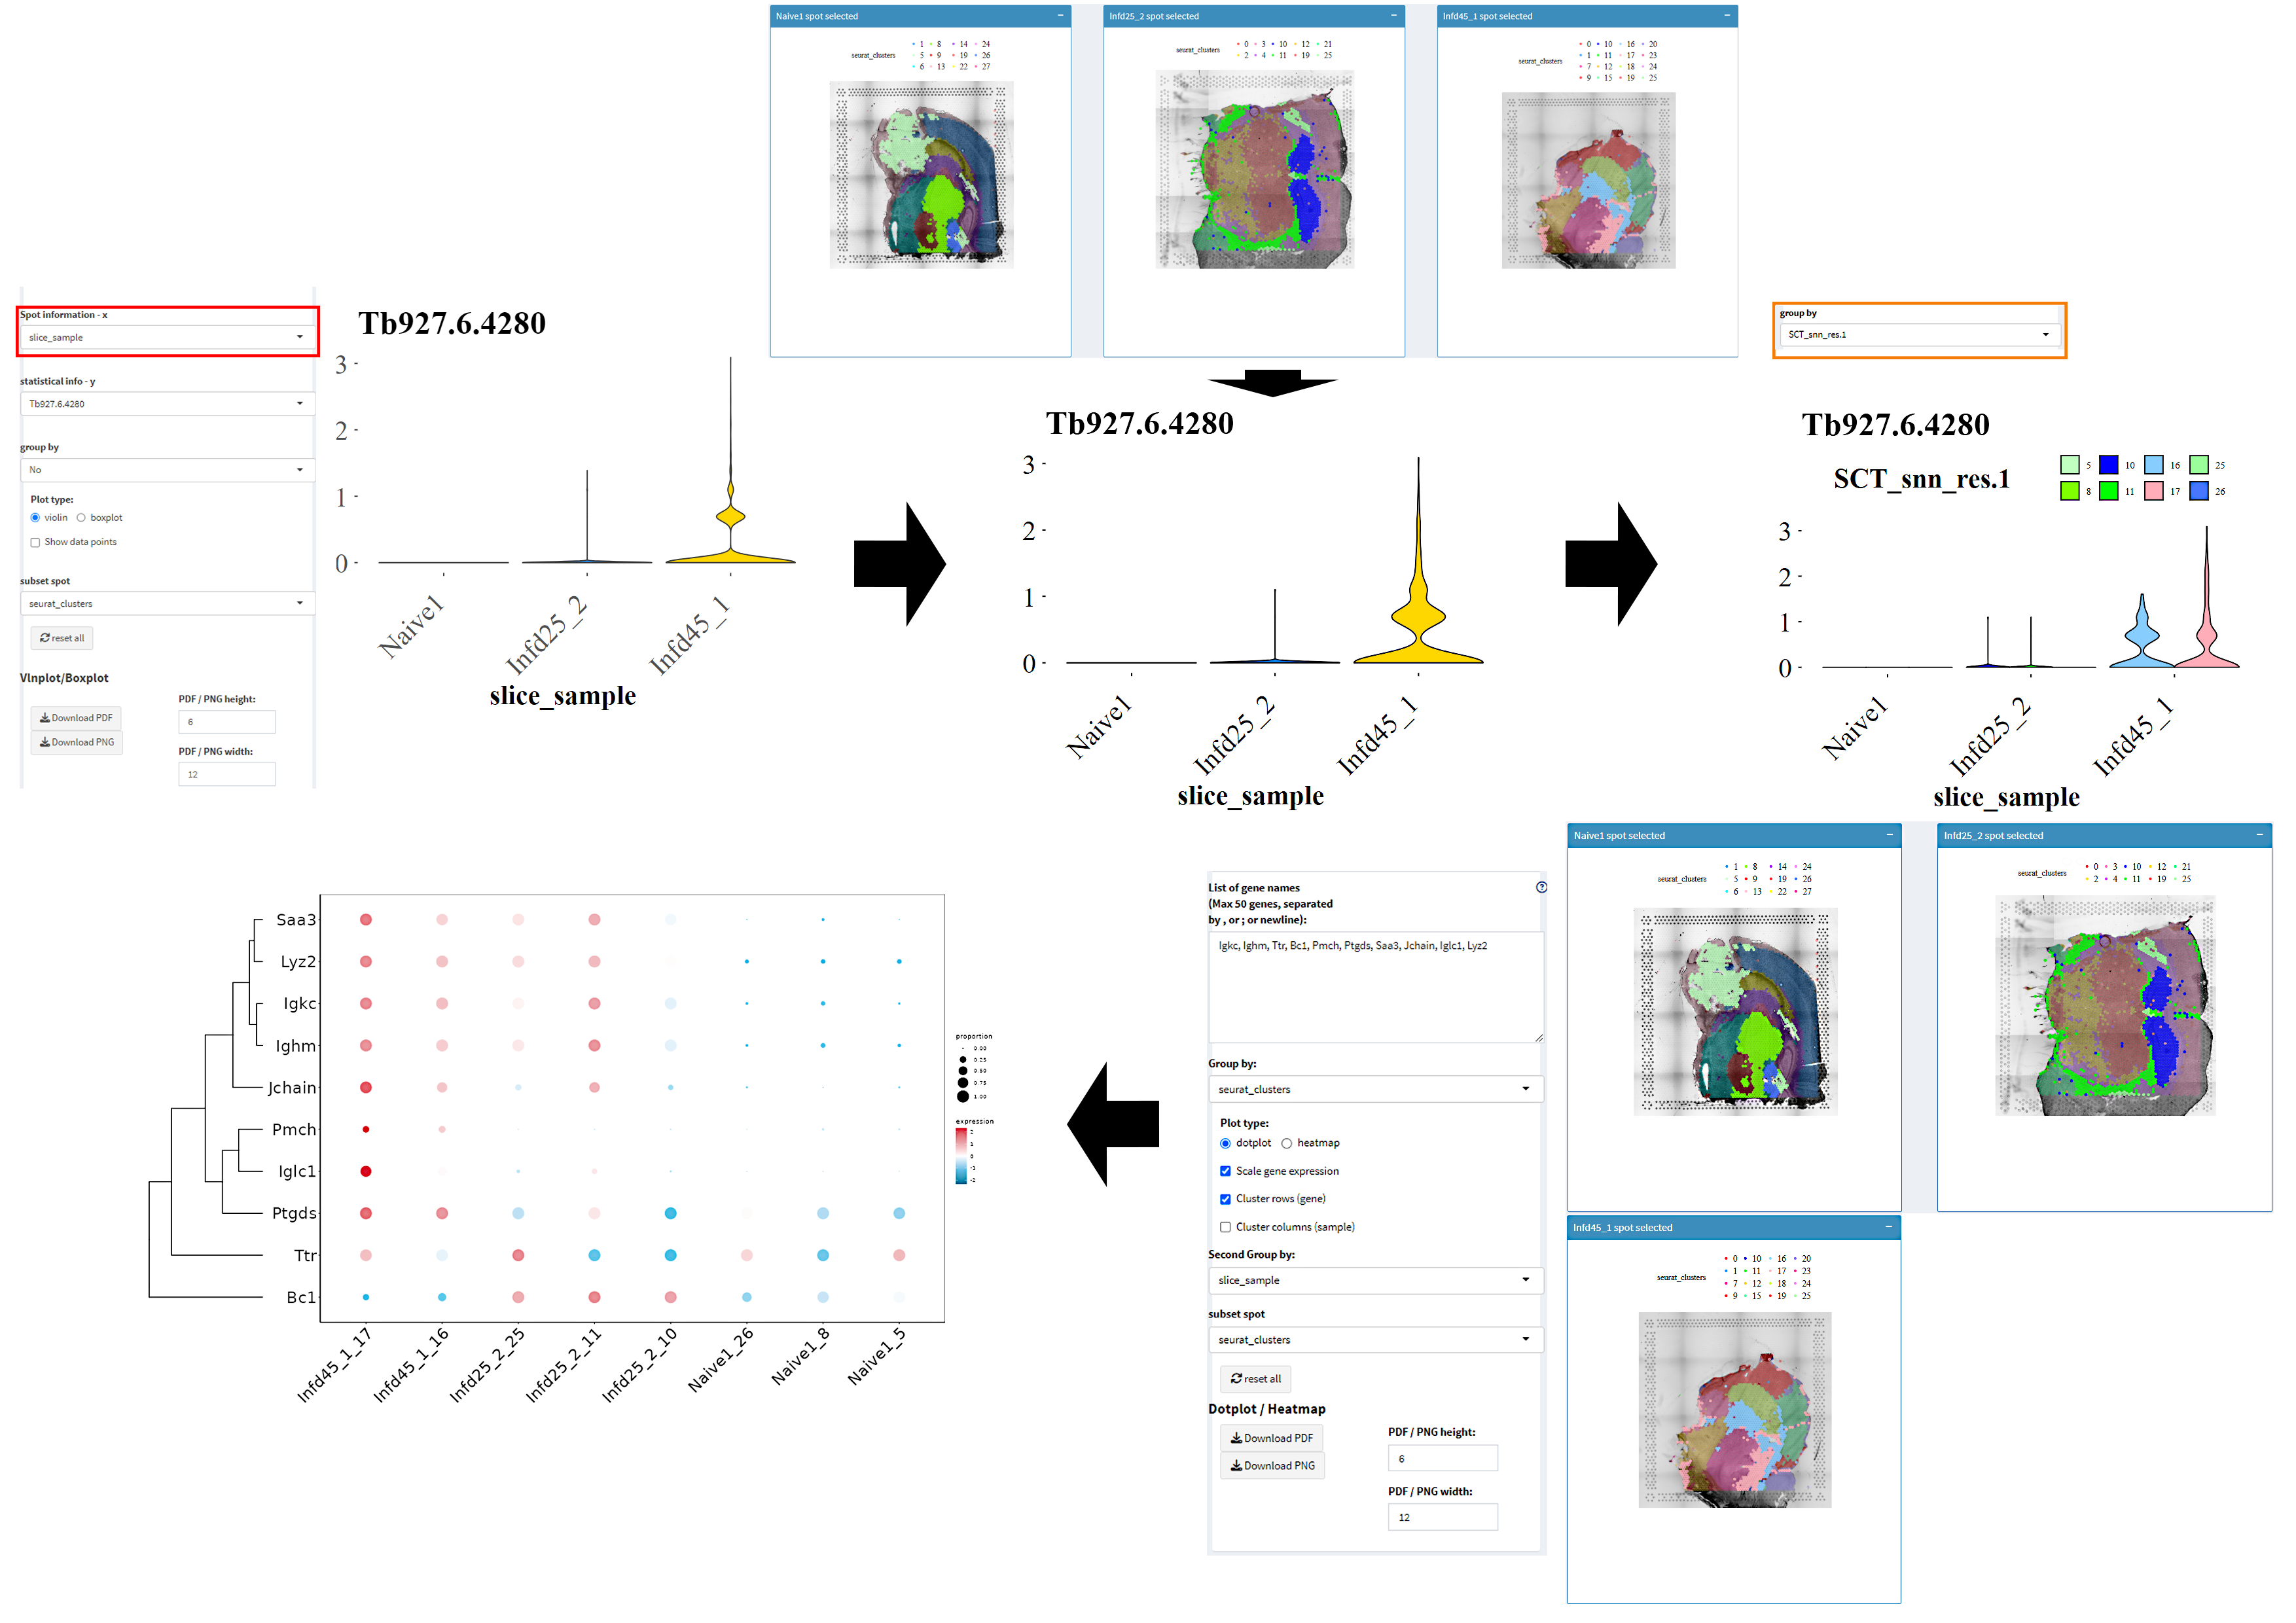 Naive1 spot selected
seurat_clusters
1 8 14 24
5 9 19 26
6 13 22 27
Infd25_2 spot selected
seurat_clusters
0 3 10 12 21
2 4 11 19 25
Infd45_1 spot selected
seurat_clusters
0 10 16 20
1 11 17 23
7 12 18 24
9 15 19 25
Spot information - x
slice_sample
statistical info - y
Tb927.6.4280
group by
No
Plot type:
violin boxplot
Show data points
subset spot
seurat_clusters
reset all
Vlnplot/Boxplot
Download PDF
Download PNG
PDF / PNG height:
6
PDF / PNG width:
12
Tb927.6.4280
3
2
1
0
Naive1
Infd25_2
Infd45_1
slice_sample
Tb927.6.4280
3
2
1
0
Naive1
Infd25_2
Infd45_1
slice_sample
group by
SCT_snn_res.1
Tb927.6.4280
SCT_snn_res.1
5 10 16 25
8 11 17 26
3
2
1
0
Naive1
Infd25_2
Infd45_1
slice_sample
Saa3
Lyz2
Igkc
Ighm
Jchain
Pmch
Iglc1
Ptgds
Ttr
Bc1
Infd45_1_17
Infd45_1_16
Infd25_2_25
Infd25_2_11
Infd25_2_10
Naive1_26
Naive1_8
Naive1_5
proportion
0.00
0.25
0.50
0.75
1.00
expression
2
1
0
-1
-2
List of gene names
(Max 50 genes, separated
by , or ; or newline):
?
Igkc, Ighm, Ttr, Bc1, Pmch, Ptgds, Saa3, Jchain, Iglc1, Lyz2
Group by:
seurat_clusters
Plot type:
dotplot heatmap
Scale gene expression
Cluster rows (gene)
Cluster columns (sample)
Second Group by:
slice_sample
subset spot
seurat_clusters
reset all
Dotplot / Heatmap
Download PDF
Download PNG
PDF / PNG height:
6
PDF / PNG width:
12
Naive1 spot selected
seurat_clusters
1 8 14 24
5 9 19 26
6 13 22 27
Infd25_2 spot selected
seurat_clusters
0 3 10 12 21
2 4 11 19 25
Infd45_1 spot selected
seurat_clusters
0 10 16 20
1 11 17 23
7 12 18 24
9 15 19 25